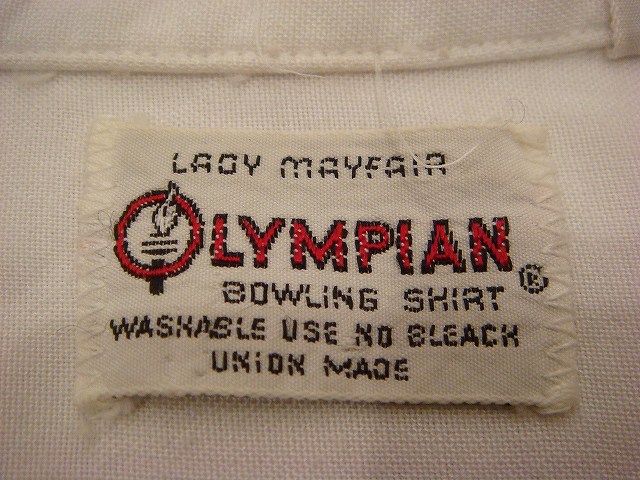 LADY MAYFAIR
OLYMPIAN
BOWLING SHIRT ®
WASHABLE USE NO BLEACH
UNION MADE